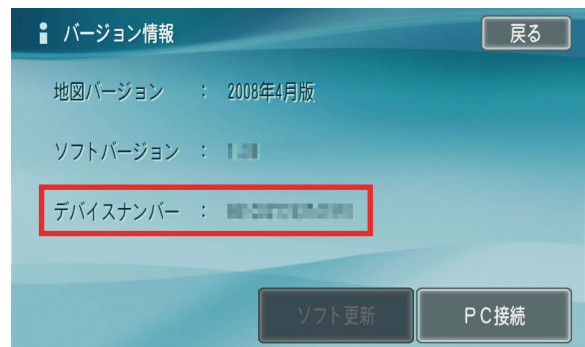 バージョン情報
戻る
地図バージョン : 2008年4月版
ソフトバージョン :
デバイスナンバー :
ソフト更新
PC接続